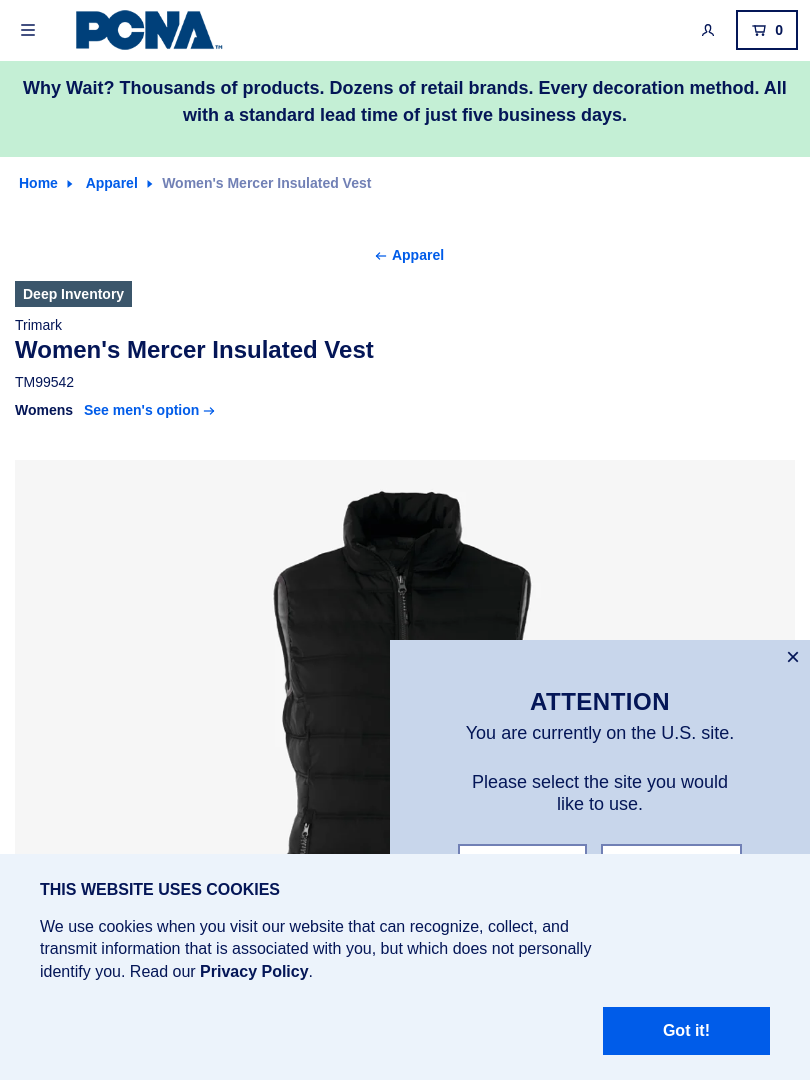 PCNA™
0
Why Wait? Thousands of products. Dozens of retail brands. Every decoration method. All
with a standard lead time of just five business days.
Home Apparel Women's Mercer Insulated Vest
Apparel
Deep Inventory
Trimark
Women's Mercer Insulated Vest
TM99542
Womens See men's option
ATTENTION
You are currently on the U.S. site.
Please select the site you would
like to use.
THIS WEBSITE USES COOKIES
We use cookies when you visit our website that can recognize, collect, and
transmit information that is associated with you, but which does not personally
identify you. Read our Privacy Policy.
Got it!